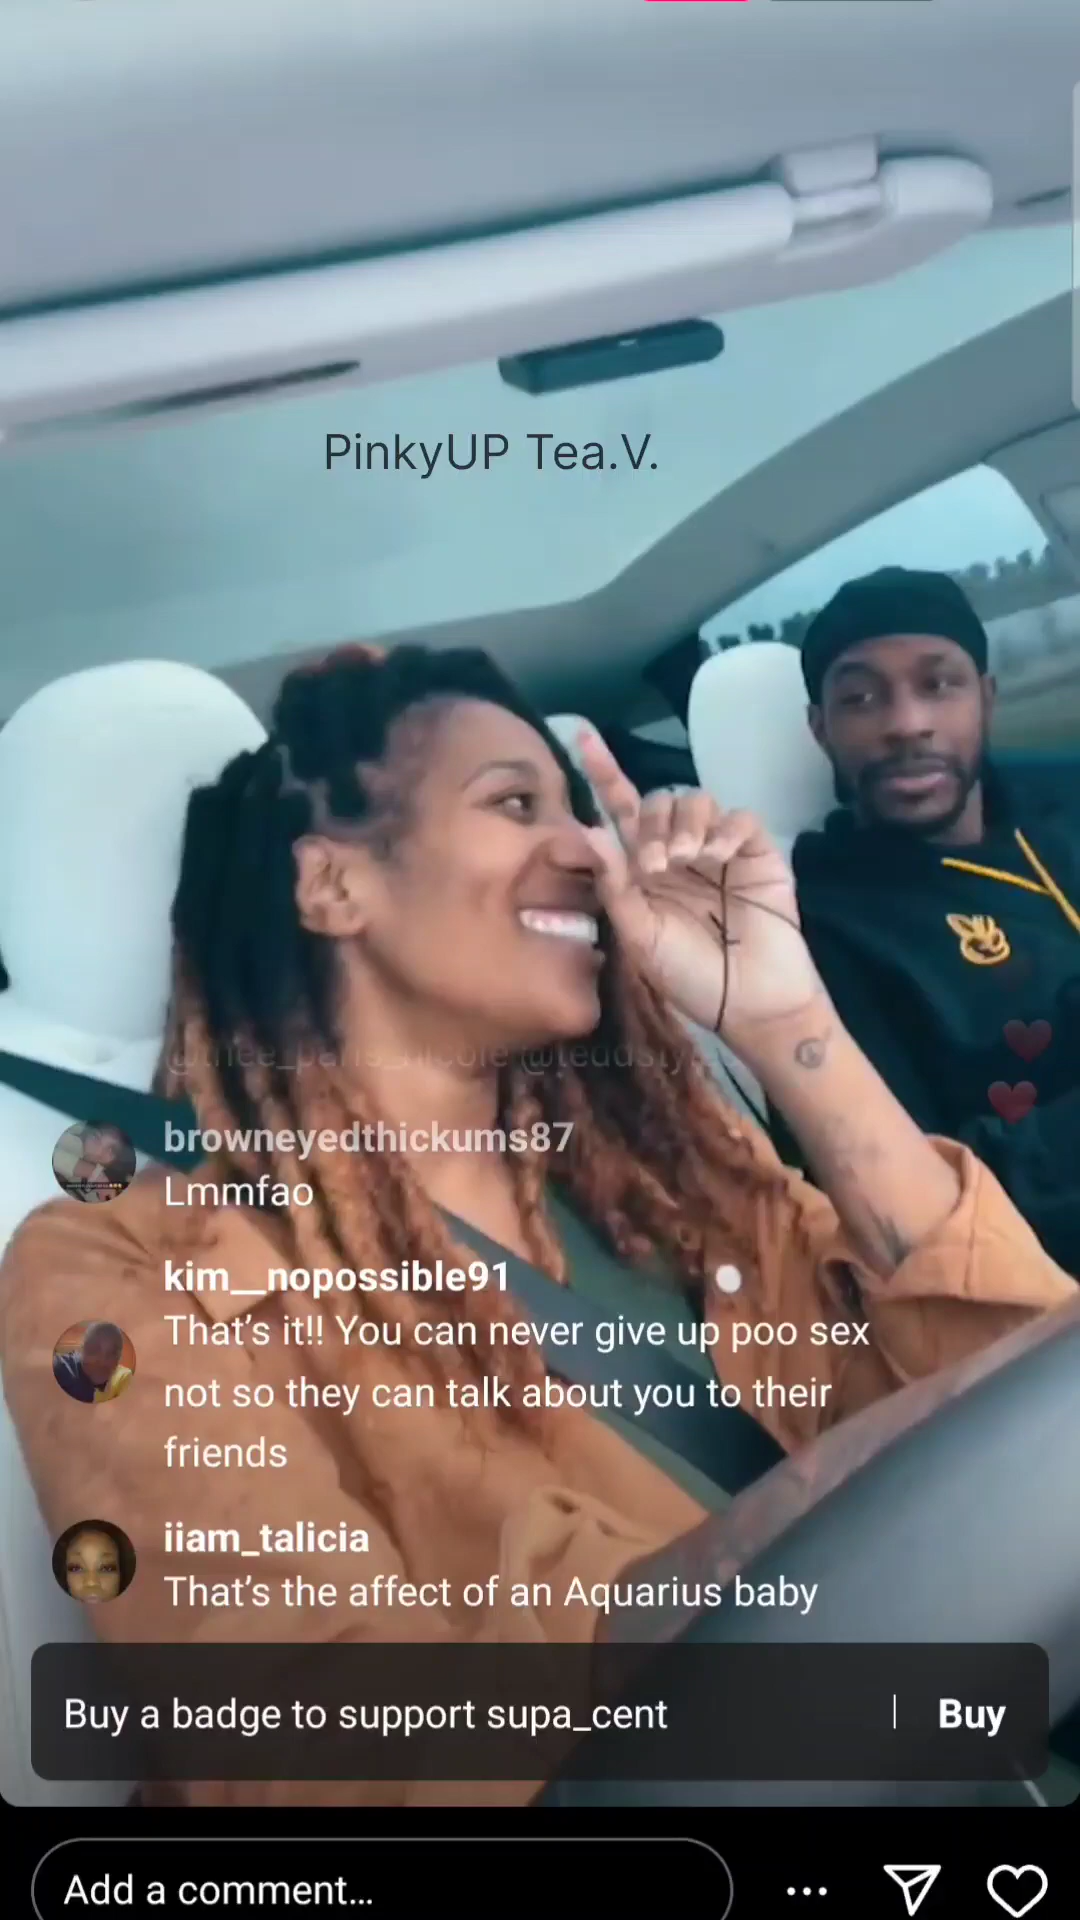 PinkyUP Tea.V.
browneyedthickums87
Lmmfao
kim__nopossible91
That's it!! You can never give up poo sex
not so they can talk about you to their
friends
iiam_talicia
That's the affect of an Aquarius baby
Buy a badge to support supa_cent | Buy
Add a comment...